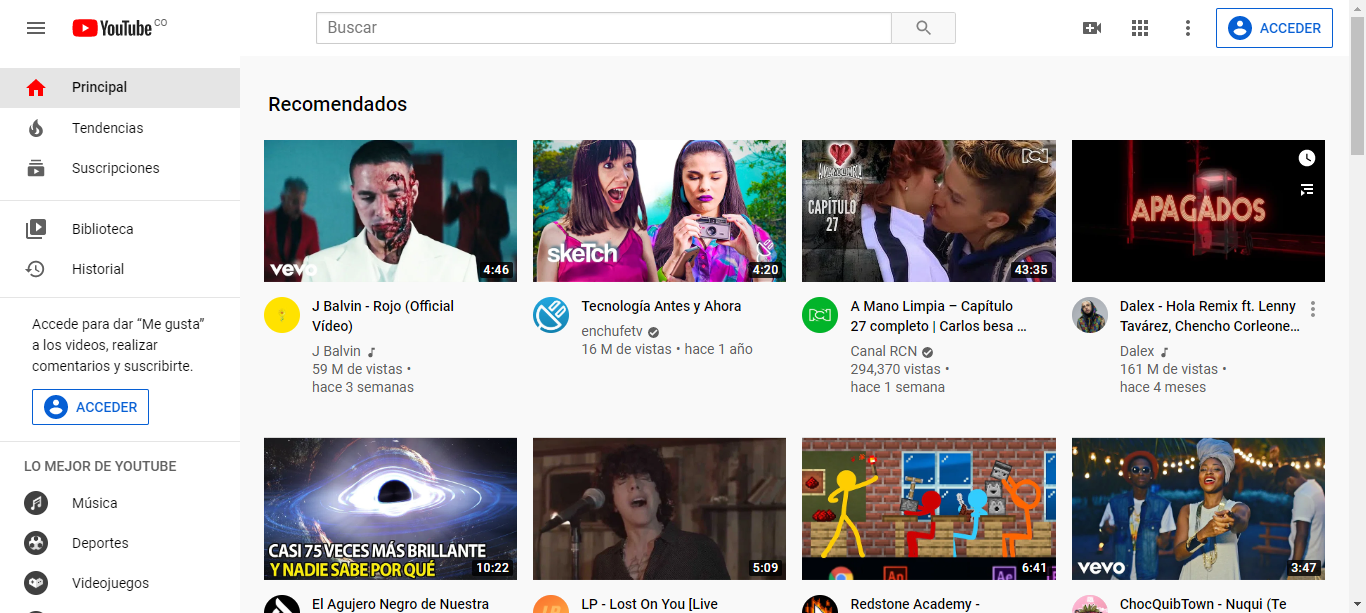 YouTube CO
Buscar
ACCEDER
Principal
Tendencias
Suscripciones
Biblioteca
Historial
Accede para dar “Me gusta”
a los videos, realizar
comentarios y suscribirte.
ACCEDER
LO MEJOR DE YOUTUBE
Música
Deportes
Videojuegos
Recomendados
vevo
4:46
J Balvin - Rojo (Official
Vídeo)
J Balvin
59 M de vistas •
hace 3 semanas
skeTch
4:20
Tecnología Antes y Ahora
enchufetv
16 M de vistas • hace 1 año
A MANO LIMPIA
CAPÍTULO
27
RCN
43:35
A Mano Limpia – Capítulo
27 completo | Carlos besa ...
Canal RCN
294,370 vistas •
hace 1 semana
APAGADOS
Dalex - Hola Remix ft. Lenny
Tavárez, Chencho Corleone...
Dalex
161 M de vistas •
hace 4 meses
CASI 75 VECES MÁS BRILLANTE
Y NADIE SABE POR QUÉ
10:22
El Agujero Negro de Nuestra
5:09
LP - Lost On You [Live
An
Ae
6:41
Redstone Academy -
vevo
3:47
ChocQuibTown - Nuqui (Te